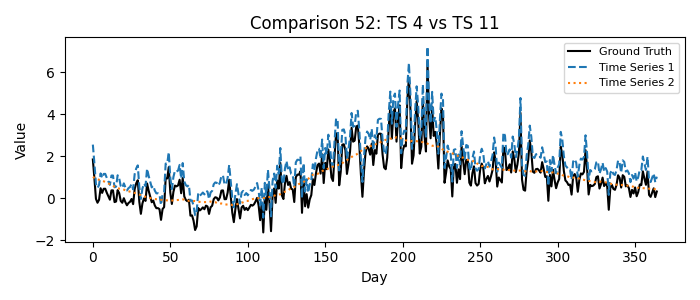 Comparison 52: TS 4 vs TS 11
Ground Truth
Time Series 1
Time Series 2
Value
6
4
2
0
−2
0 50 100 150 200 250 300 350
Day